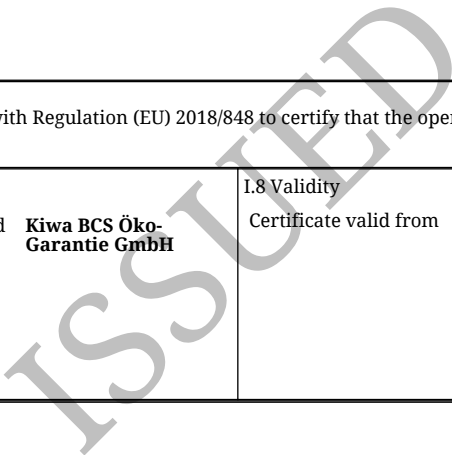 with Regulation (EU) 2018/848 to certify that the
I.8 Validity
Kiwa BCS Öko-
Certificate valid from
Garantie GmbH
ISSUED